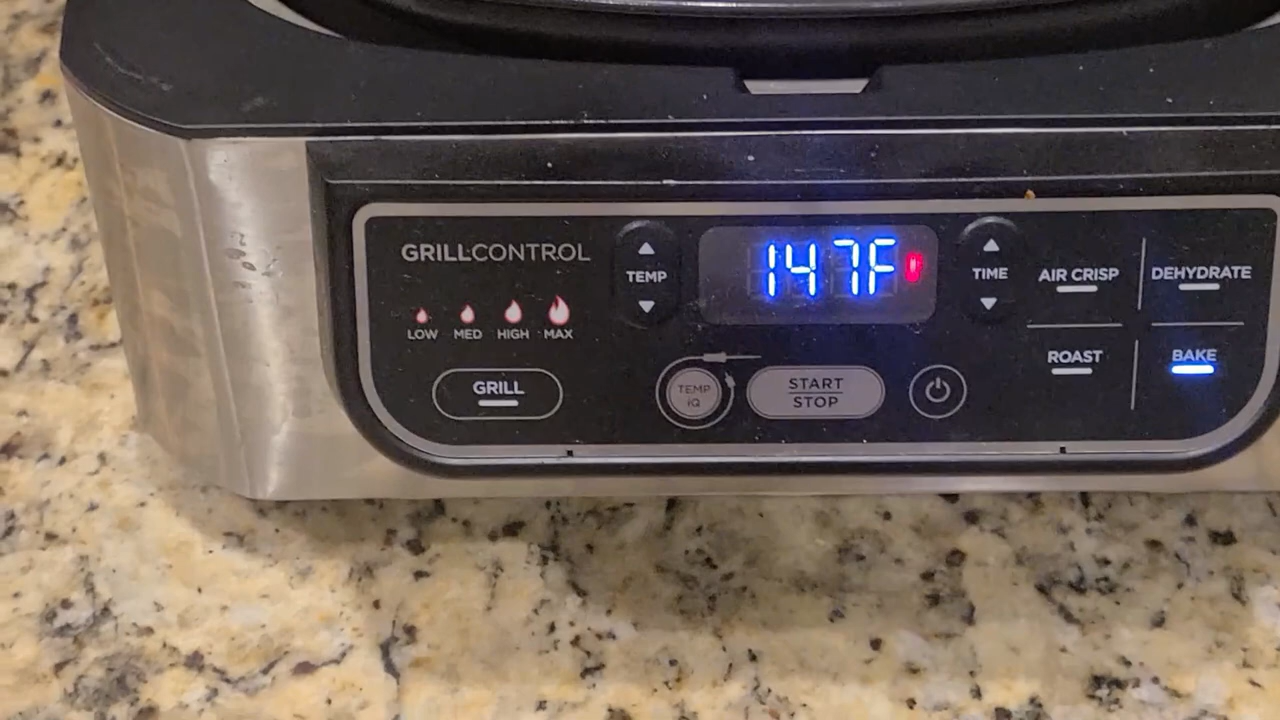 GRILLCONTROL
LOW MED HIGH MAX
GRILL
TEMP
147F
TIME
TEMP
iQ
START
STOP
AIR CRISP
DEHYDRATE
ROAST
BAKE